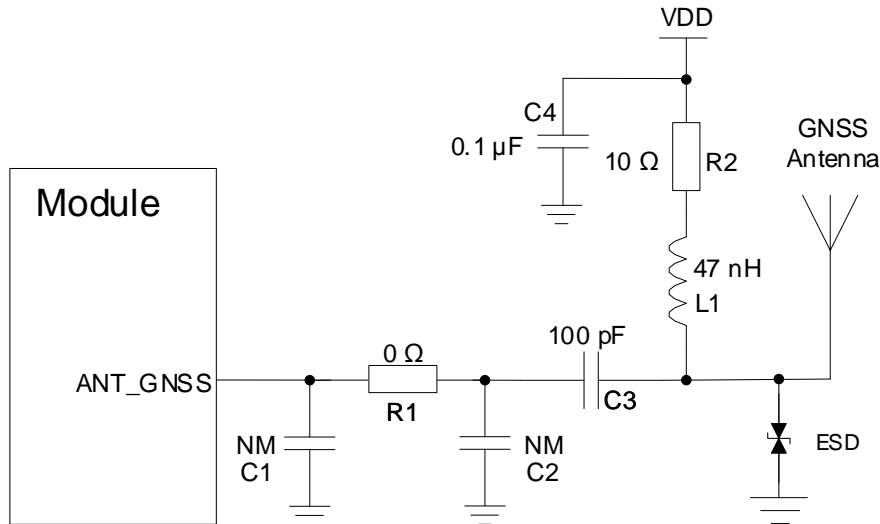 VDD
C4
0.1 µF
10 Ω
R2
GNSS
Antenna
Module
47 nH
L1
100 pF
0 Ω
ANT_GNSS
R1
C3
NM
C1
NM
C2
ESD